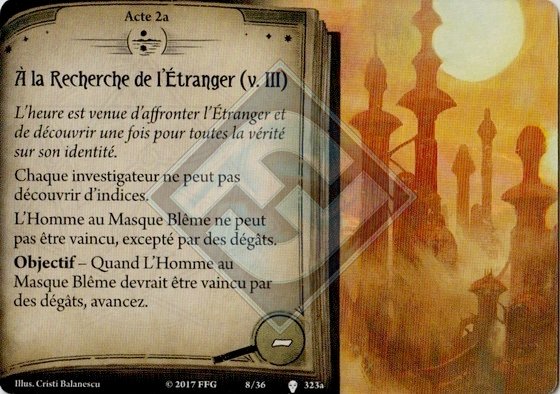 Acte 2a
À la Recherche de l'Étranger (v. III)
L'heure est venue d'affronter l'Étranger et
de découvrir une fois pour toutes la vérité
sur son identité.
Chaque investigateur ne peut pas
découvrir d'indices.
L'Homme au Masque Blême ne peut
pas être vaincu, excepté par des dégâts.
Objectif – Quand L'Homme au
Masque Blême devrait être vaincu par
des dégâts, avancez.
–
Illus. Cristi Balanescu © 2017 FFG 8/36 323a